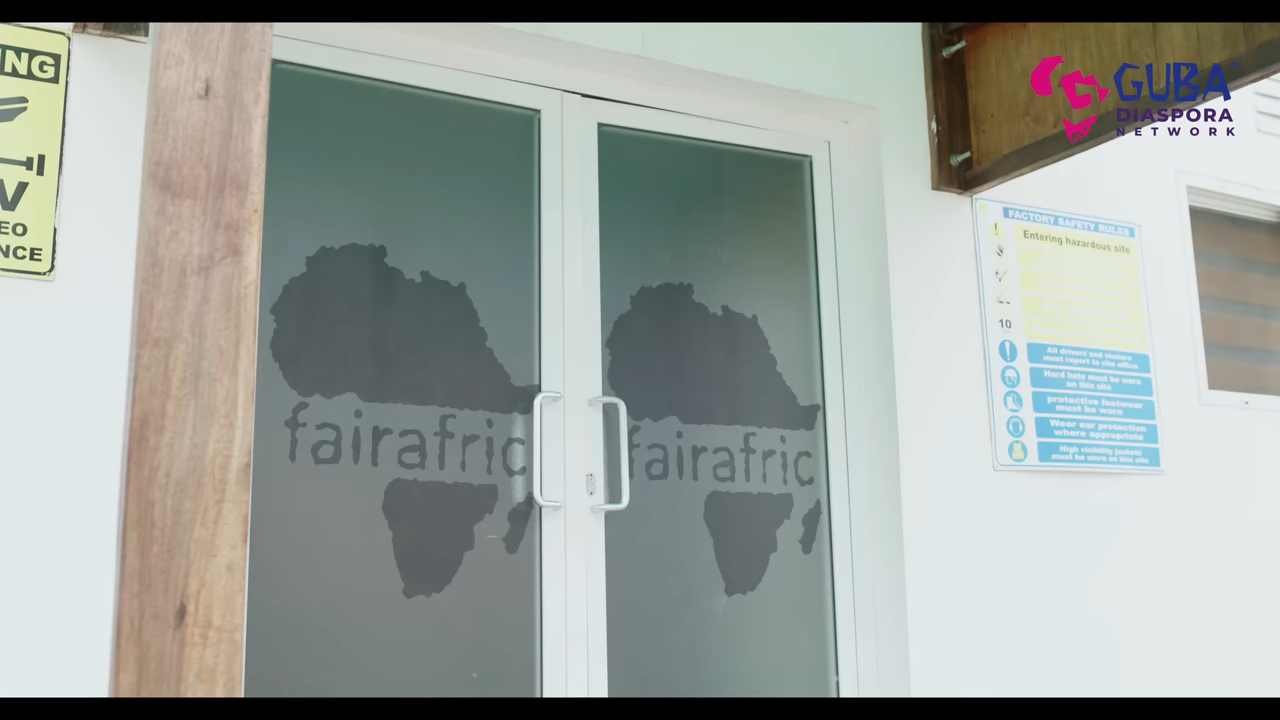 ING
V
EO
NCE
fairafric
fairafric
GUBA
DIASPORA
NETWORK
FACTORY SAFETY RULES
Entering hazardous site
10
All drivers and visitors
must report to site office
Hard hats must be worn
on this site
protective footwear
must be worn
Wear ear protection
where appropriate
High visibility jackets
must be worn on this site